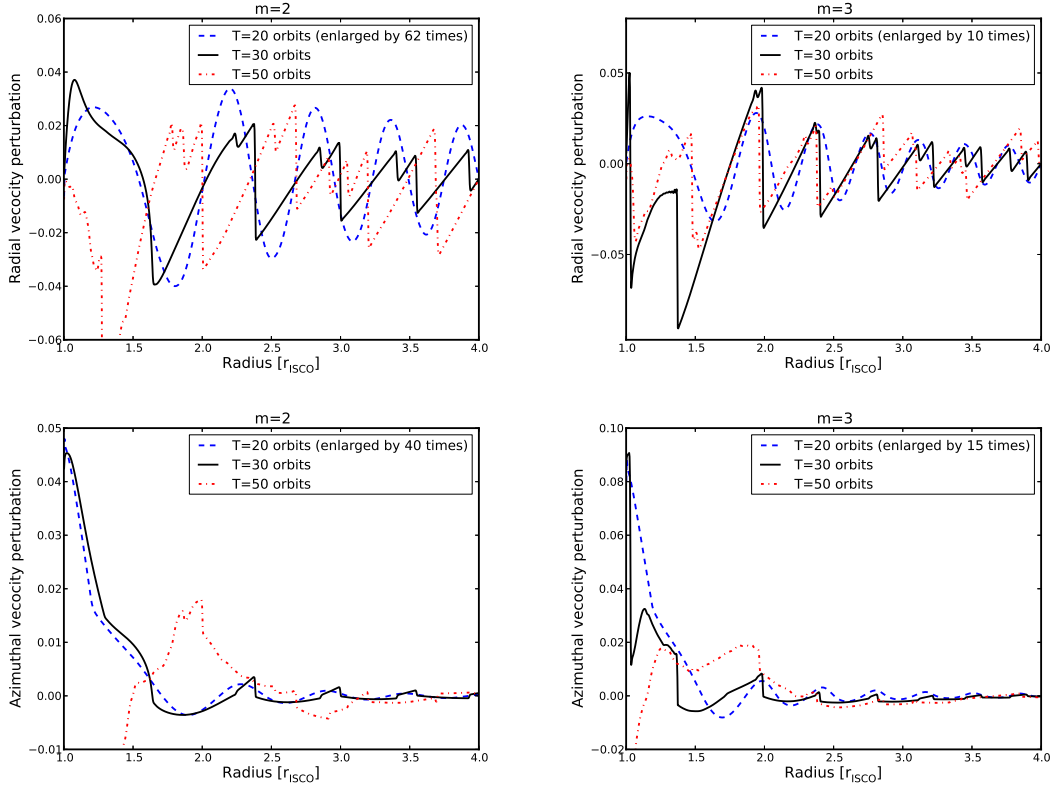 m=2
T=20 orbits (enlarged by 62 times)
T=30 orbits
T=50 orbits
Radial vecocity perturbation
0.06
0.04
0.02
0.00
−0.02
−0.04
−0.06
1.0 1.5 2.0 2.5 3.0 3.5 4.0
Radius [r_ISCO]
m=3
T=20 orbits (enlarged by 10 times)
T=30 orbits
T=50 orbits
Radial vecocity perturbation
0.05
0.00
−0.05
1.0 1.5 2.0 2.5 3.0 3.5 4.0
Radius [r_ISCO]
m=2
T=20 orbits (enlarged by 40 times)
T=30 orbits
T=50 orbits
Azimuthal vecocity perturbation
0.05
0.04
0.03
0.02
0.01
0.00
−0.01
1.0 1.5 2.0 2.5 3.0 3.5 4.0
Radius [r_ISCO]
m=3
T=20 orbits (enlarged by 15 times)
T=30 orbits
T=50 orbits
Azimuthal vecocity perturbation
0.10
0.08
0.06
0.04
0.02
0.00
−0.02
1.0 1.5 2.0 2.5 3.0 3.5 4.0
Radius [r_ISCO]